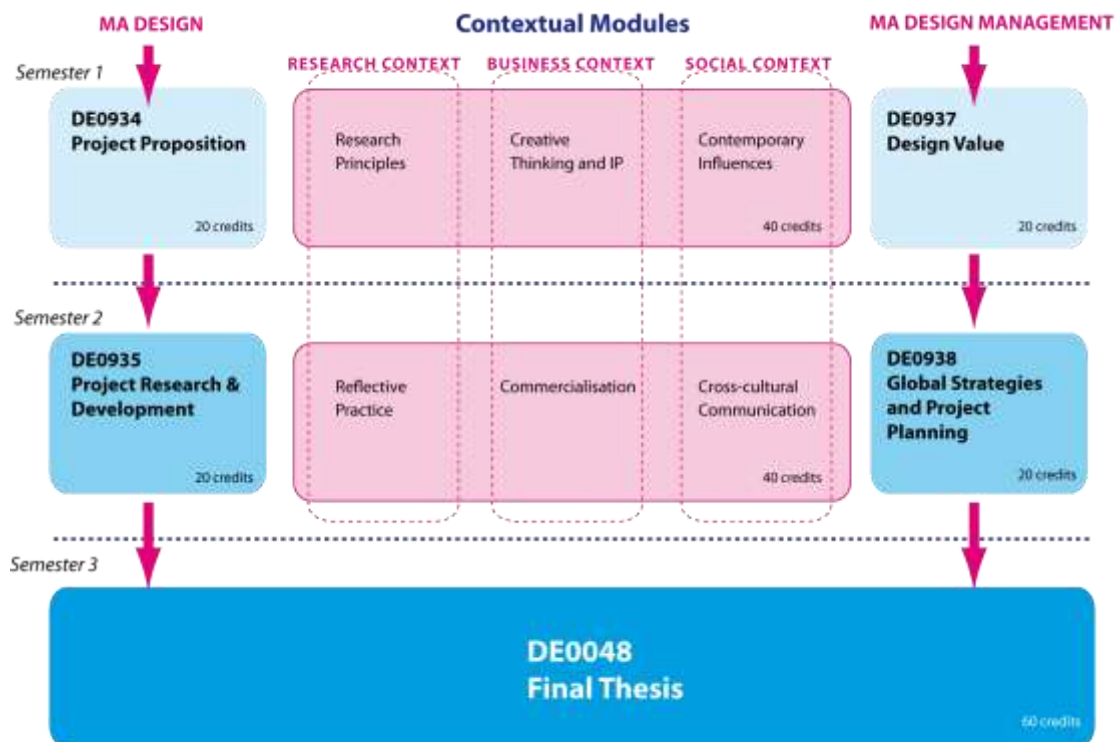 MA DESIGN
Contextual Modules
MA DESIGN MANAGEMENT
Semester 1
RESEARCH CONTEXT
BUSINESS CONTEXT
SOCIAL CONTEXT
DE0934
Project Proposition
20 credits
Research
Principles
Creative
Thinking and IP
Contemporary
Influences
40 credits
DE0937
Design Value
20 credits
Semester 2
DE0935
Project Research &
Development
20 credits
Reflective
Practice
Commercialisation
Cross-cultural
Communication
40 credits
DE0938
Global Strategies
and Project
Planning
20 credits
Semester 3
DE0048
Final Thesis
60 credits